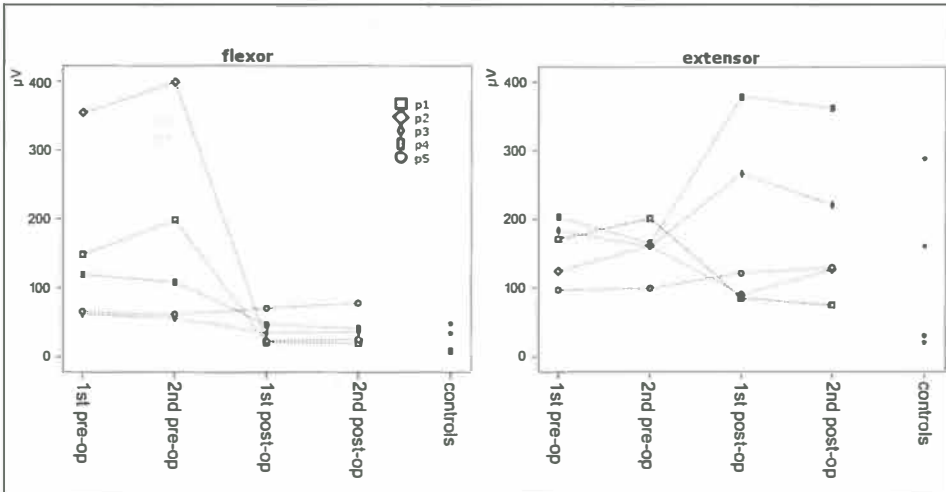 flexor
µV
400
300
200
100
0
p1
p2
p3
p4
p5
1st pre-op
2nd pre-op
1st post-op
2nd post-op
controls
extensor
µV
400
300
200
100
0
1st pre-op
2nd pre-op
1st post-op
2nd post-op
controls